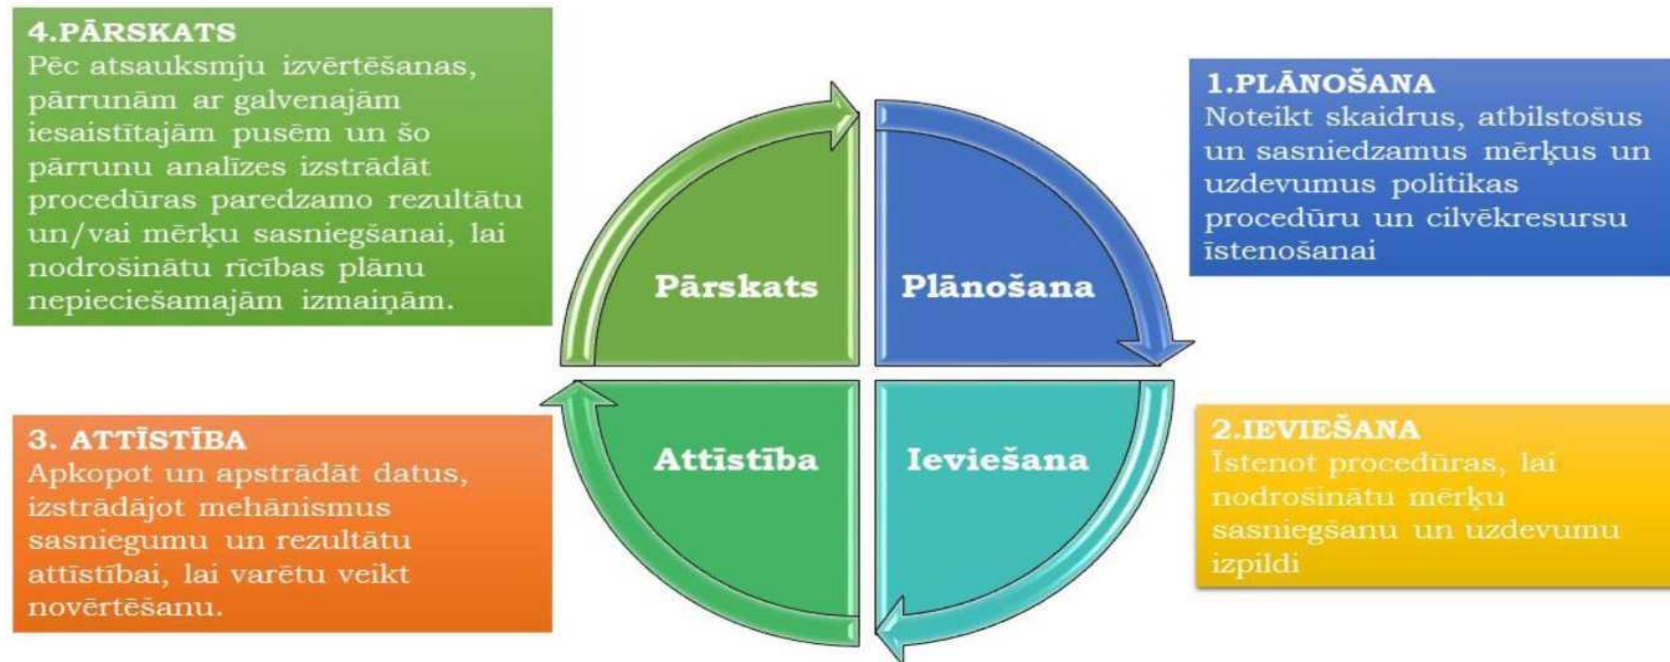 4.PĀRSKATS
Pēc atsauksmju izvērtēšanas,
pārrunām ar galvenajām
iesaistītajām pusēm un šo
pārrunu analīzes izstrādāt
procedūras paredzamo rezultātu
un/vai mērķu sasniegšanai, lai
nodrošinātu rīcības plānu
nepieciešamajām izmaiņām.
1.PLĀNOŠANA
Noteikt skaidrus, atbilstošus
un sasniedzamus mērķus un
uzdevumus politikas
procedūru un cilvēkresursu
īstenošanai
Pārskats
Plānošana
Attīstība
Ieviešana
3. ATTĪSTĪBA
Apkopot un apstrādāt datus,
izstrādājot mehānismus
sasniegumu un rezultātu
attīstībai, lai varētu veikt
novērtēšanu.
2.IEVIEŠANA
Īstenot procedūras, lai
nodrošinātu mērķu
sasniegšanu un uzdevumu
izpildi